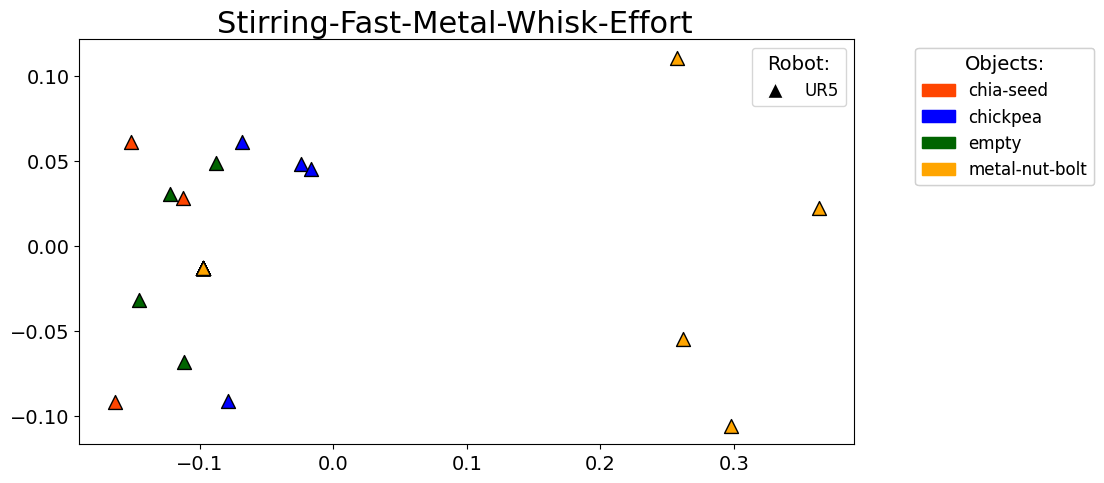 Stirring-Fast-Metal-Whisk-Effort
Robot:
UR5
Objects:
chia-seed
chickpea
empty
metal-nut-bolt
0.10
0.05
0.00
−0.05
−0.10
−0.1
0.0
0.1
0.2
0.3